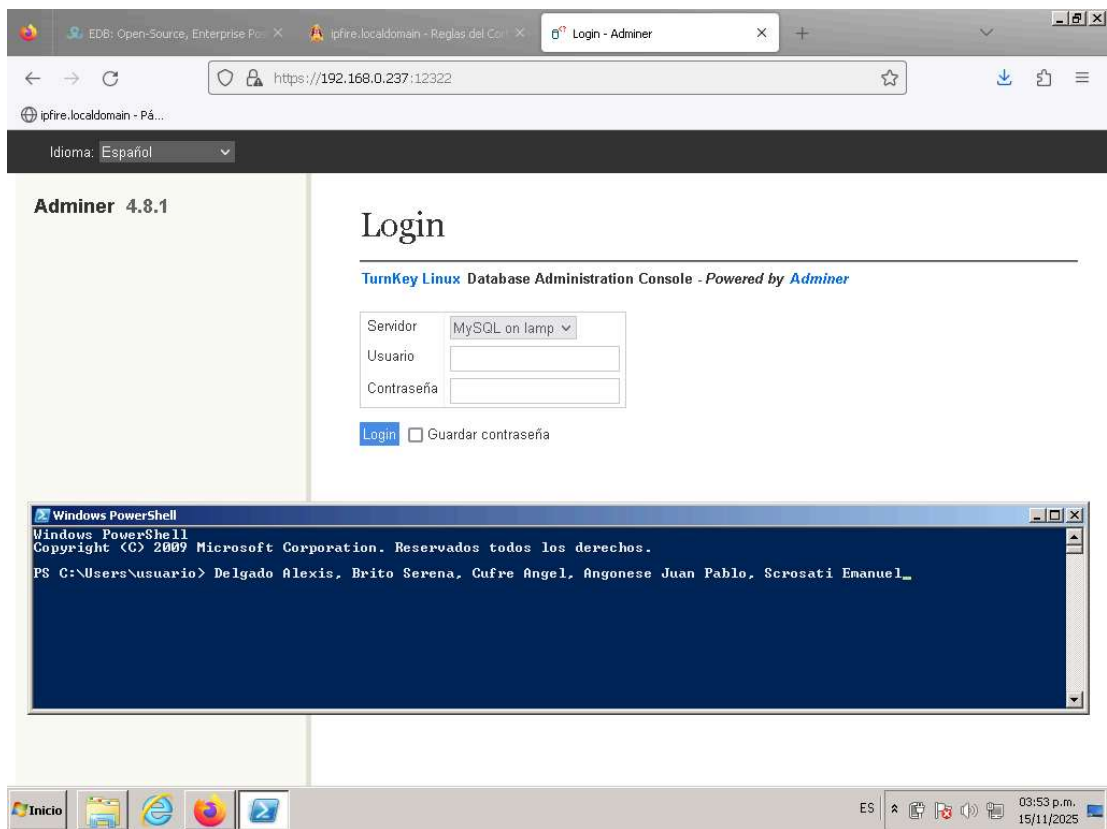 EDB: Open-Source, Enterprise Pos
ipfire.localdomain - Reglas del Cor
Login - Adminer
https://192.168.0.237:12322
ipfire.localdomain - Pá...
Idioma: Español
Adminer 4.8.1
Login
TurnKey Linux Database Administration Console - Powered by Adminer
Servidor MySQL on lamp
Usuario
Contraseña
Login Guardar contraseña
Windows PowerShell
Windows PowerShell
Copyright (C) 2009 Microsoft Corporation. Reservados todos los derechos.
PS C:\Users\usuario> Delgado Alexis, Brito Serena, Cufre Angel, Angonese Juan Pablo, Scrosati Emanuel_
Inicio
ES
03:53 p.m.
15/11/2025